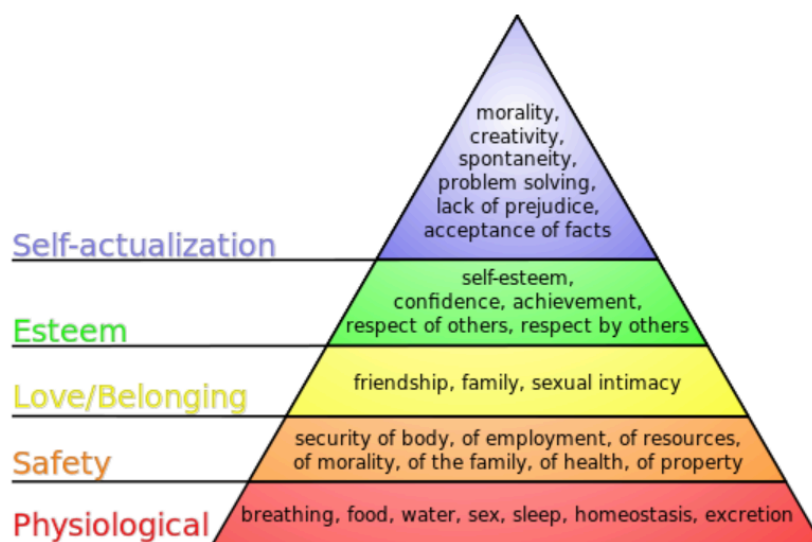 morality,
creativity,
spontaneity,
problem solving,
lack of prejudice,
acceptance of facts
Self-actualization
self-esteem,
confidence, achievement,
respect of others, respect by others
Esteem
friendship, family, sexual intimacy
Love/Belonging
security of body, of employment, of resources,
of morality, of the family, of health, of property
Safety
breathing, food, water, sex, sleep, homeostasis, excretion
Physiological